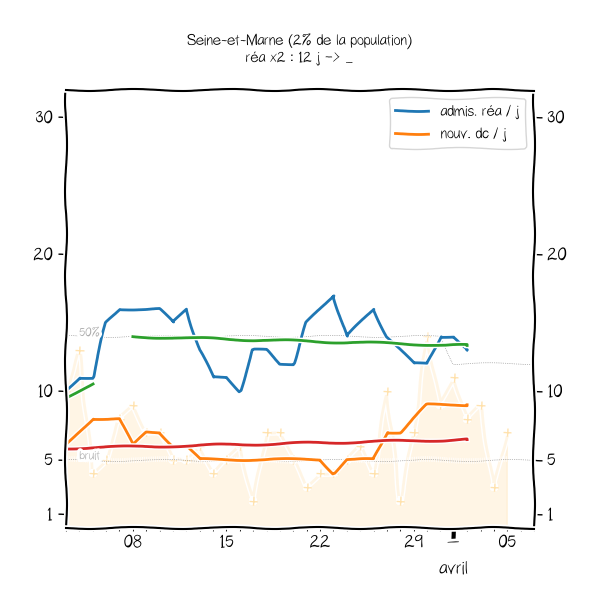 Seine-et-Marne (2% de la population)
réa x2 : 12 j -> _
admis. réa / j
nouv. dc / j
30
30
20
20
50%
10
10
bruit
5
5
1
1
08
15
22
29
1
05
avril